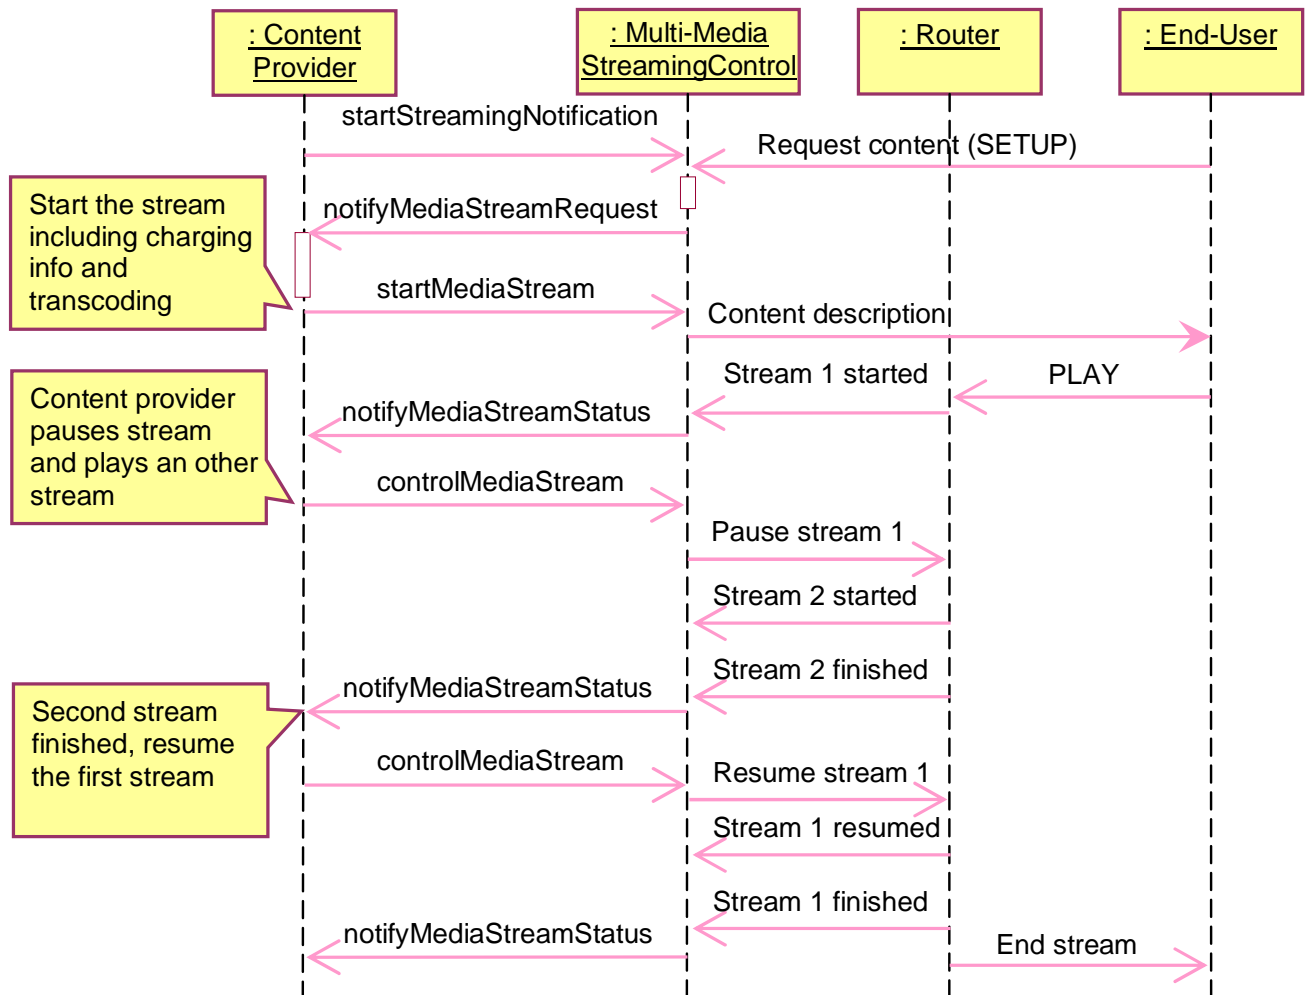 : Content
Provider
: Multi-Media
StreamingControl
: Router
: End-User
startStreamingNotification
Request content (SETUP)
Start the stream
including charging
info and
transcoding
notifyMediaStreamRequest
startMediaStream
Content description
Stream 1 started
PLAY
Content provider
pauses stream
and plays an other
stream
notifyMediaStreamStatus
controlMediaStream
Pause stream 1
Stream 2 started
Stream 2 finished
notifyMediaStreamStatus
Second stream
finished, resume
the first stream
controlMediaStream
Resume stream 1
Stream 1 resumed
Stream 1 finished
notifyMediaStreamStatus
End stream